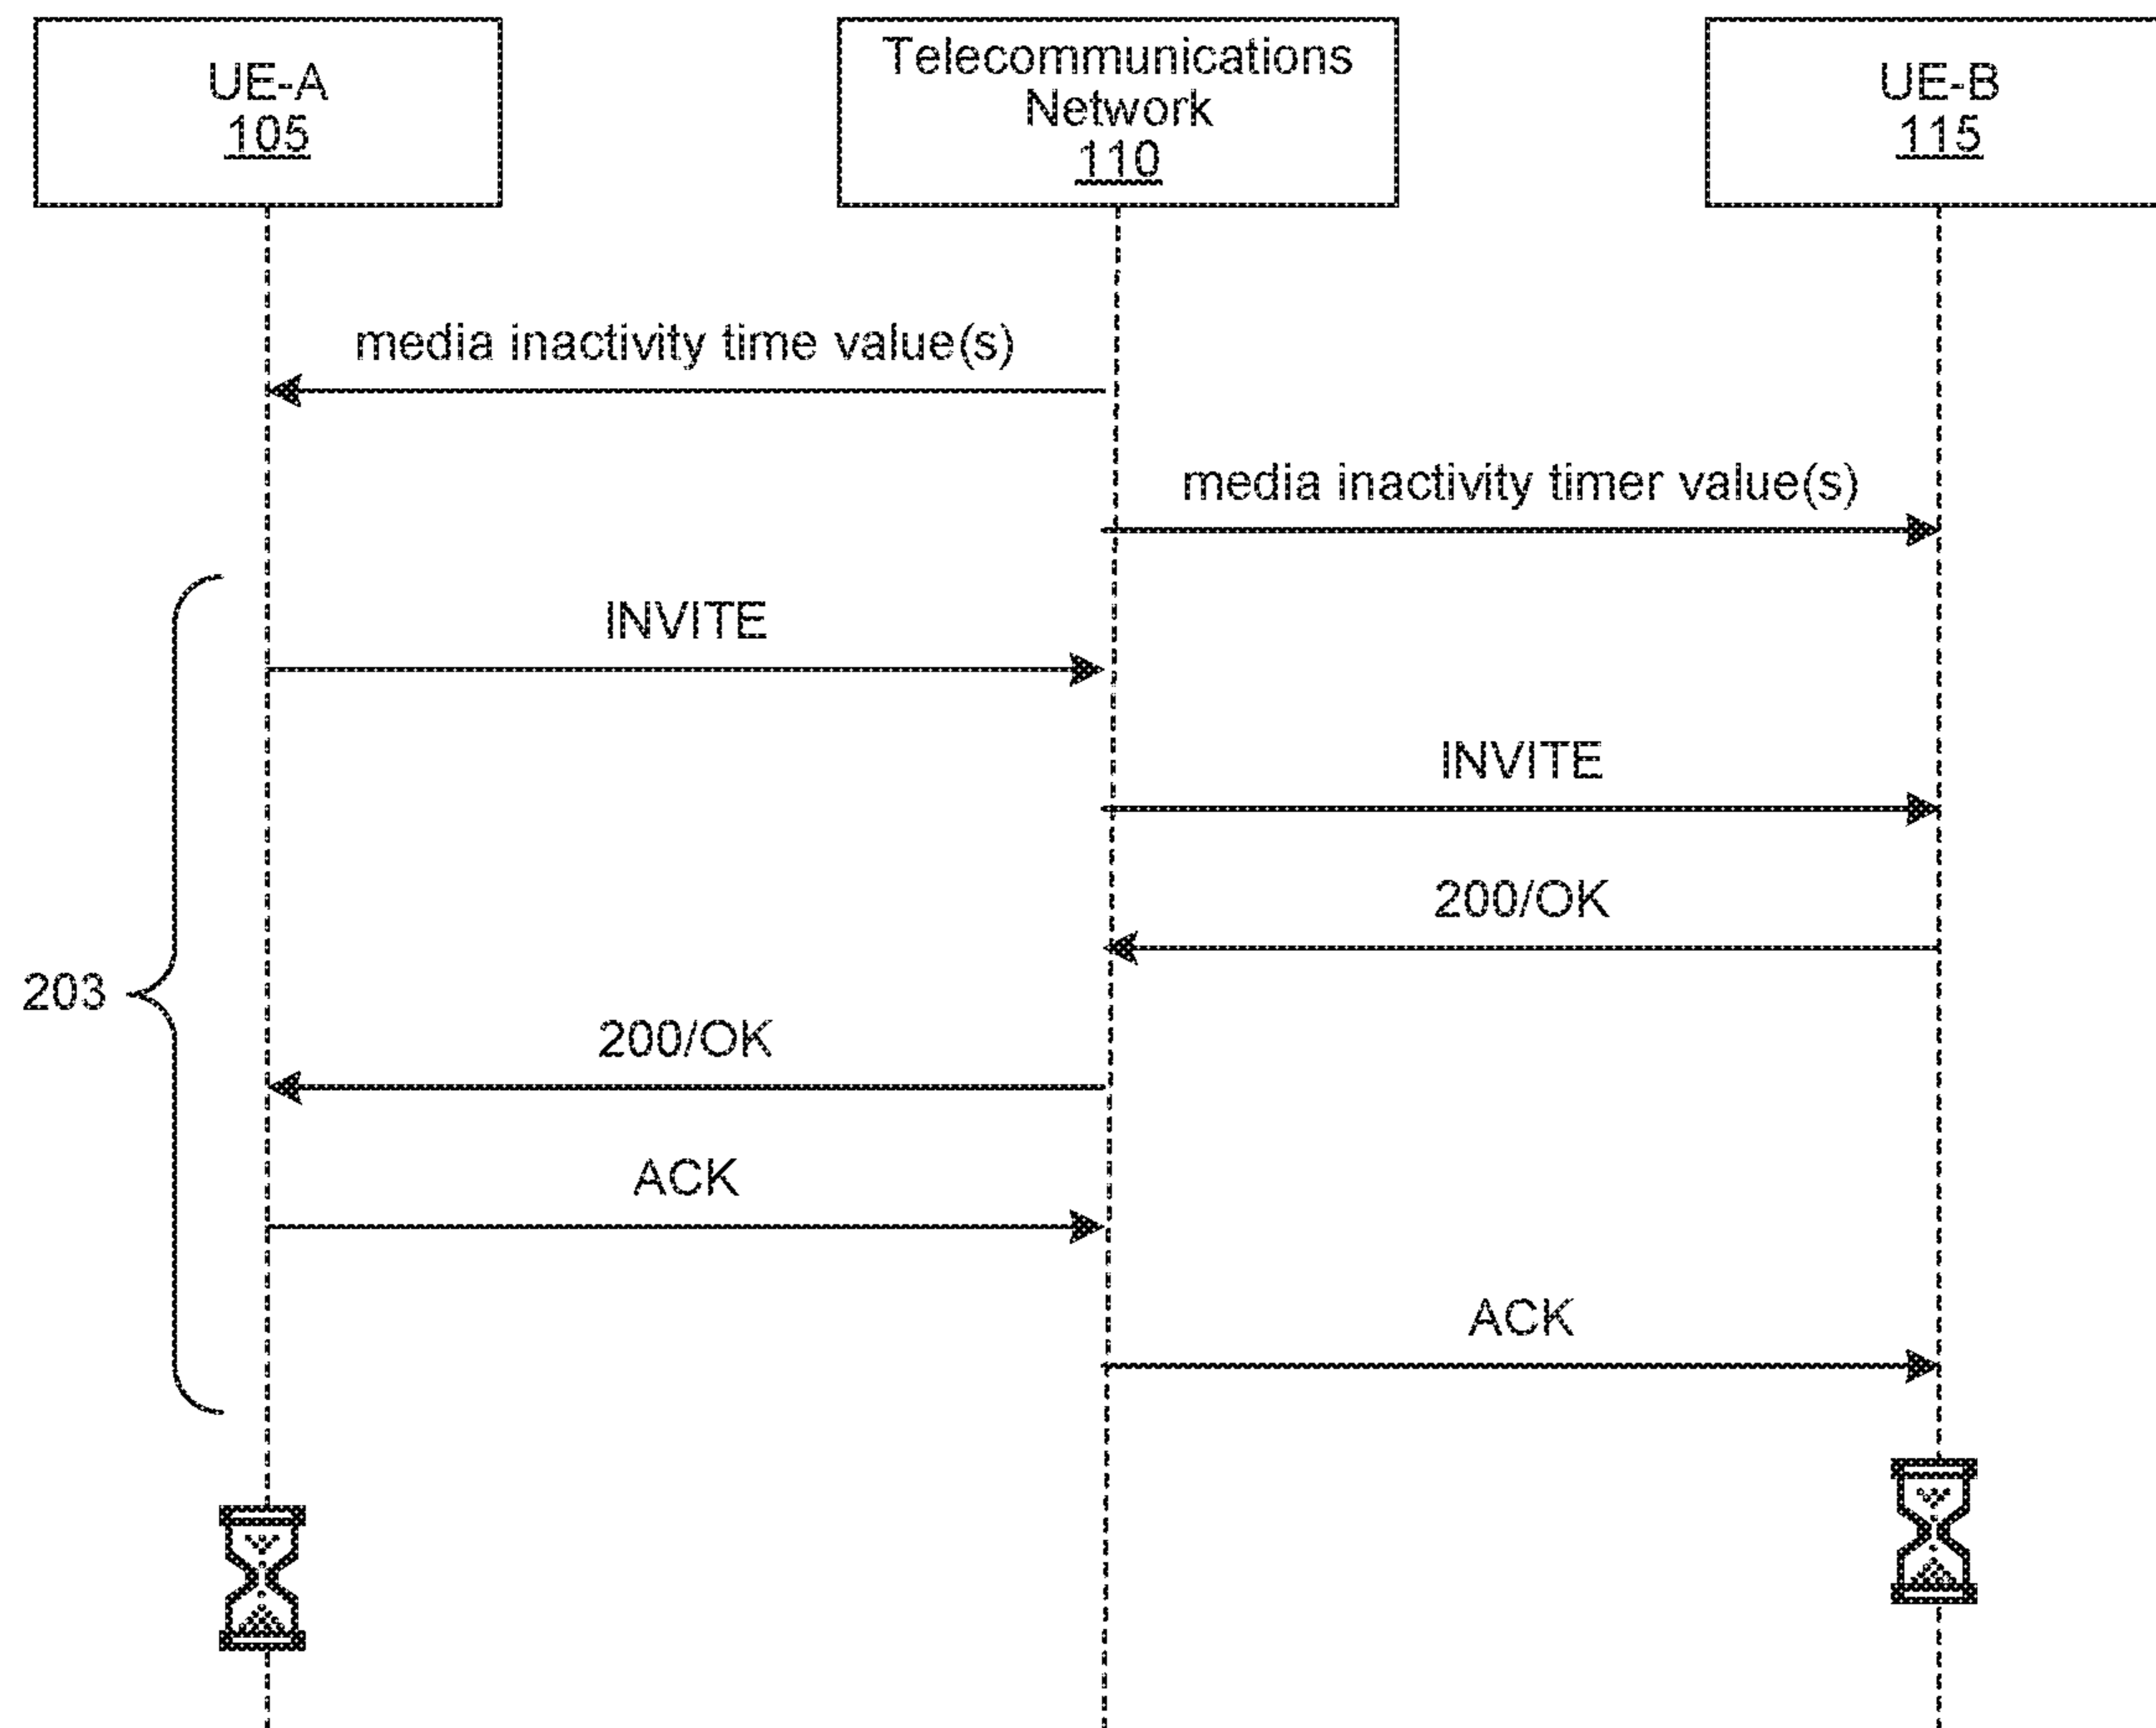 UE-A
105
Telecommunications
Network
110
UE-B
115
media inactivity time value(s)
media inactivity timer value(s)
INVITE
INVITE
200/OK
203
200/OK
ACK
ACK